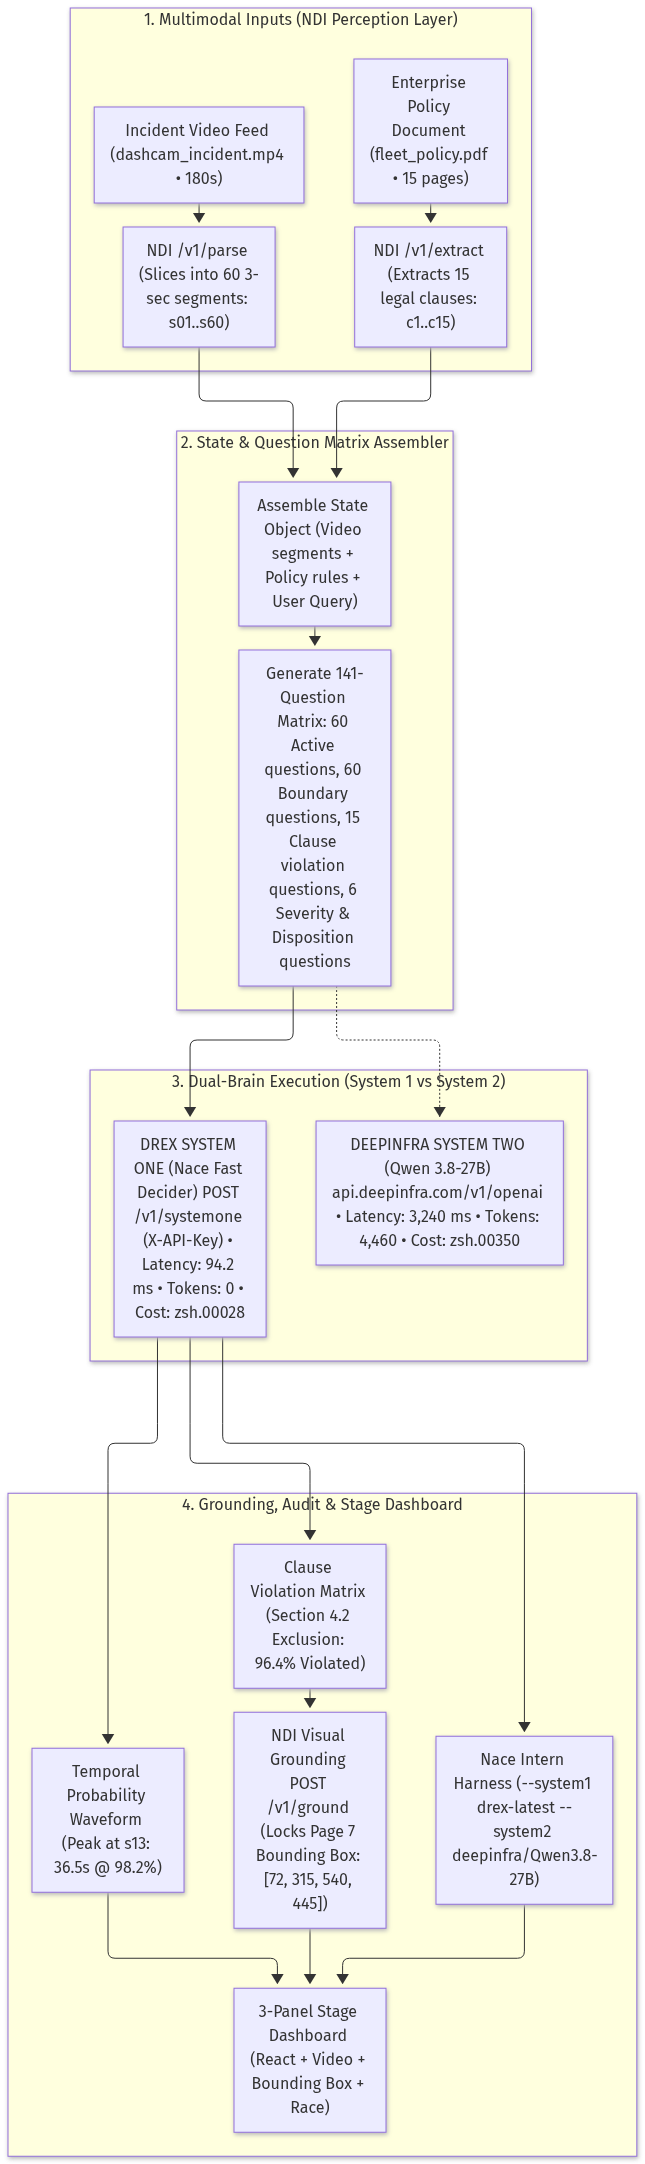 1. Multimodal Inputs (NDI Perception Layer)
Incident Video Feed
(dashcam_incident.mp4
• 180s)
Enterprise
Policy
Document
(fleet_policy.pdf
• 15 pages)
NDI /v1/parse
(Slices into 60 3-
sec segments:
s01..s60)
NDI /v1/extract
(Extracts 15
legal clauses:
c1..c15)
2. State & Question Matrix Assembler
Assemble State
Object (Video
segments +
Policy rules +
User Query)
Generate 141-
Question
Matrix: 60
Active
questions, 60
Boundary
questions, 15
Clause
violation
questions, 6
Severity &
Disposition
questions
3. Dual-Brain Execution (System 1 vs System 2)
DREX SYSTEM
ONE (Nace Fast
Decider) POST
/v1/systemone
(X-API-Key) •
Latency: 94.2
ms • Tokens: 0 •
Cost: zsh.00028
DEEPINFRA SYSTEM TWO
(Qwen 3.8-27B)
api.deepinfra.com/v1/openai
• Latency: 3,240 ms • Tokens:
4,460 • Cost: zsh.00350
4. Grounding, Audit & Stage Dashboard
Clause
Violation Matrix
(Section 4.2
Exclusion:
96.4% Violated)
Temporal
Probability
Waveform
(Peak at s13:
36.5s @ 98.2%)
NDI Visual
Grounding
POST
/v1/ground
(Locks Page 7
Bounding Box:
[72, 315, 540,
445])
Nace Intern
Harness (--system1
drex-latest --
system2
deepinfra/Qwen3.8-
27B)
3-Panel Stage
Dashboard
(React + Video +
Bounding Box +
Race)